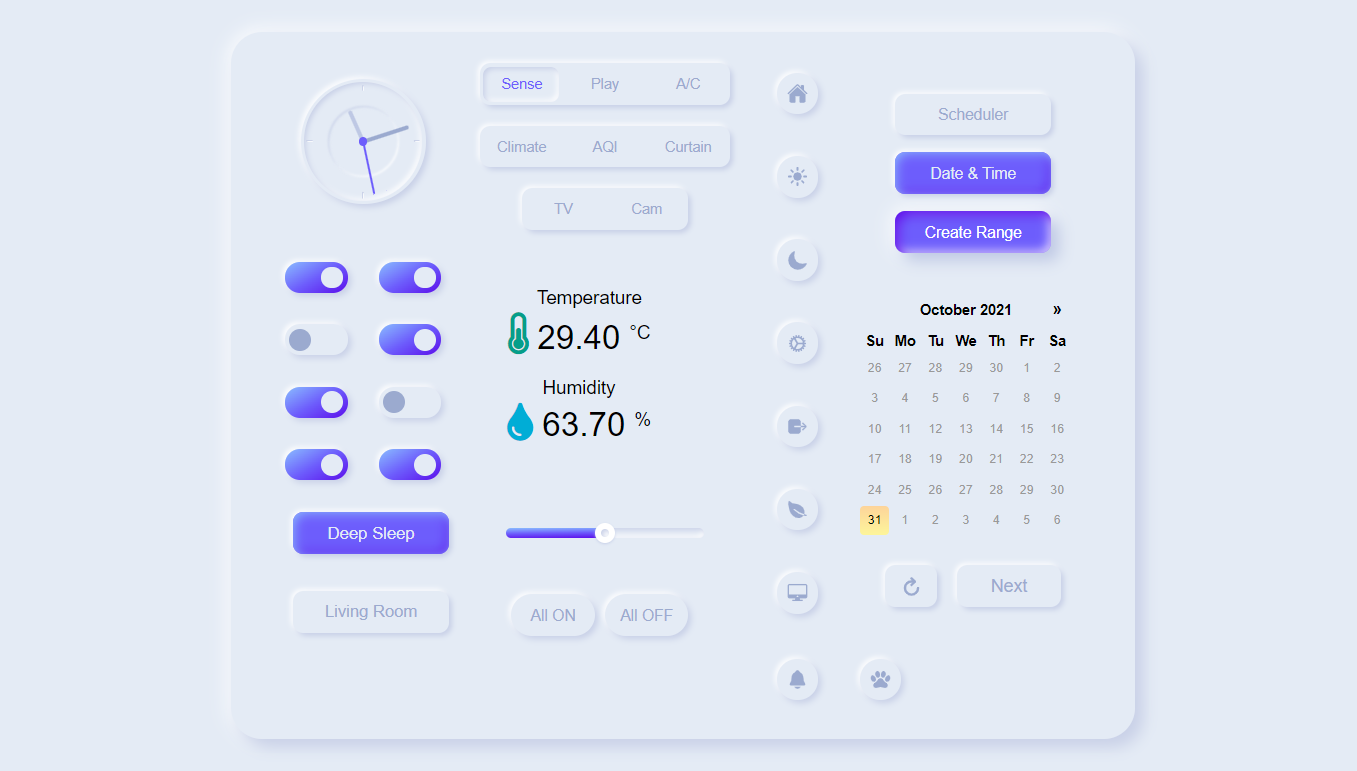 Sense Play A/C
Climate AQI Curtain
TV Cam
Temperature
29.40 °C
Humidity
63.70 %
Deep Sleep
Living Room
All ON All OFF
Scheduler
Date & Time
Create Range
October 2021 »
Su Mo Tu We Th Fr Sa
26 27 28 29 30 1 2
3 4 5 6 7 8 9
10 11 12 13 14 15 16
17 18 19 20 21 22 23
24 25 26 27 28 29 30
31 1 2 3 4 5 6
Next